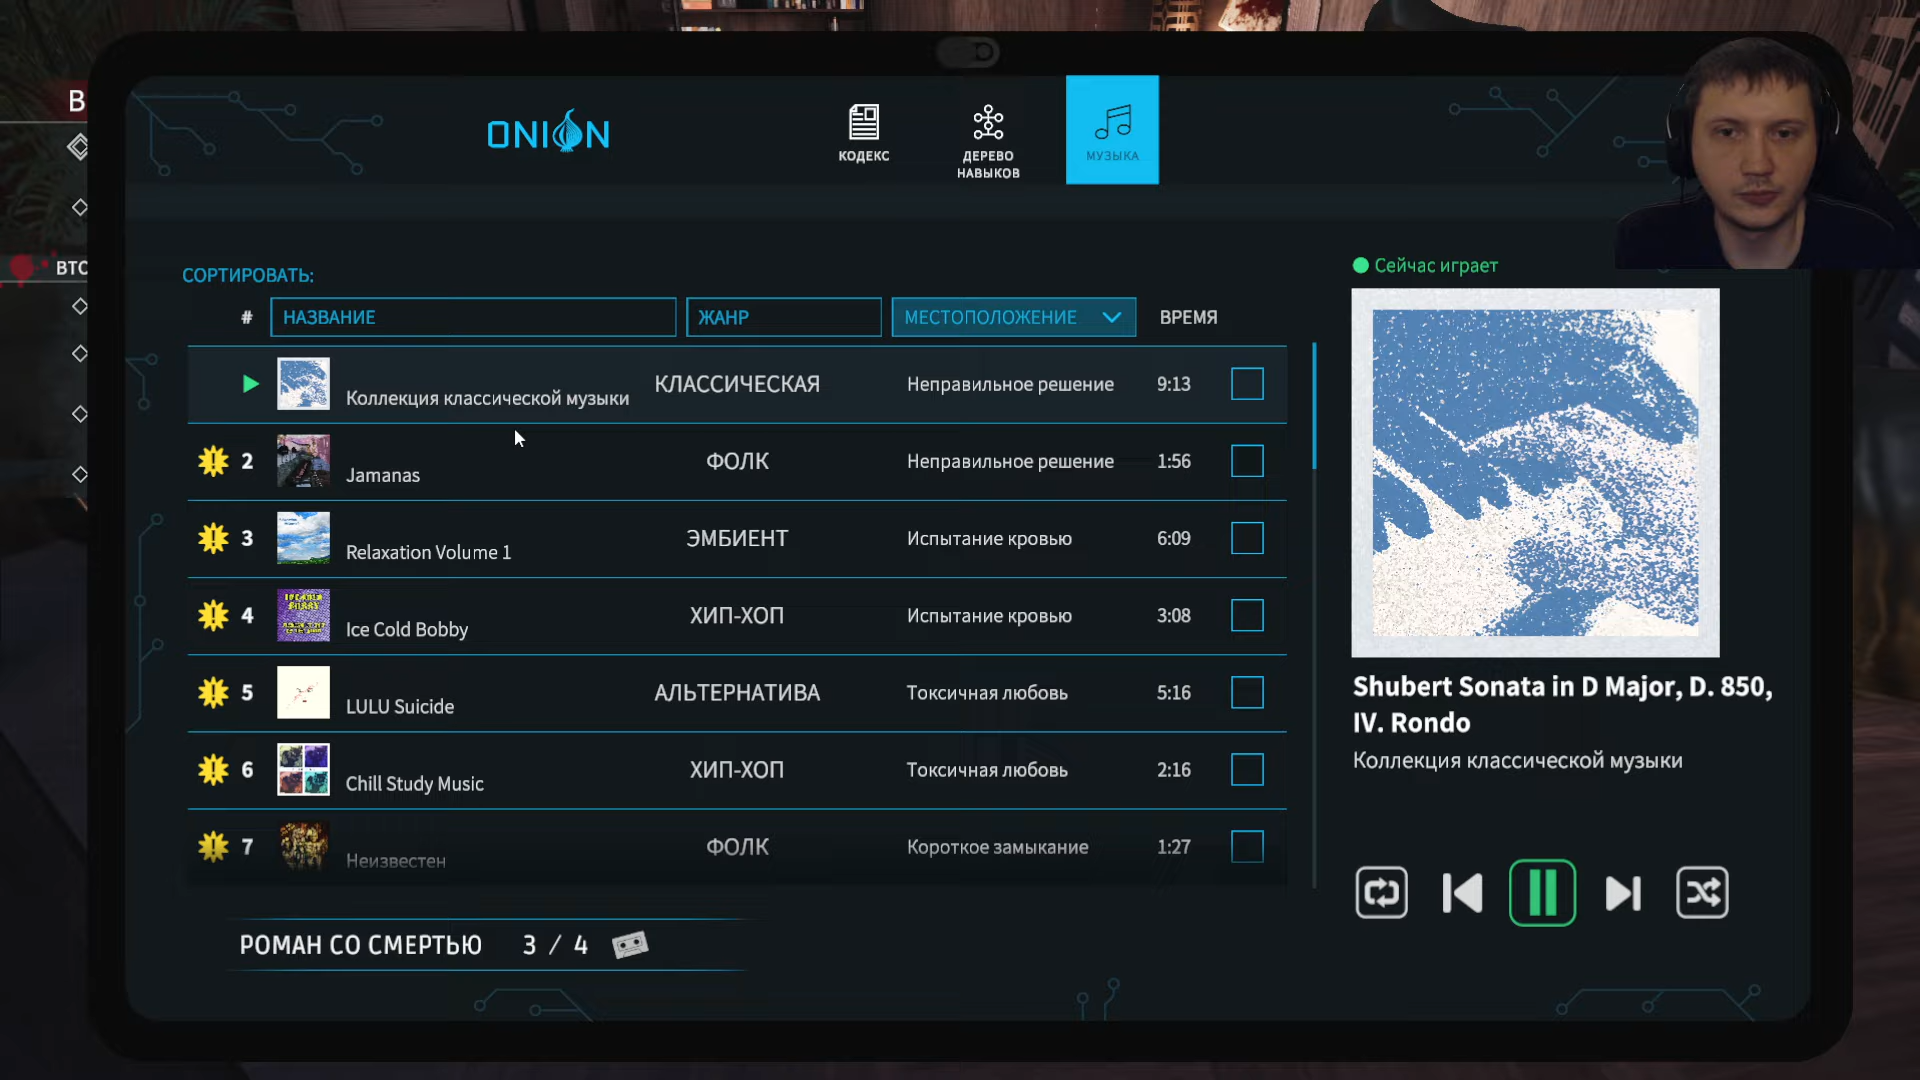 В
ВТО
ONION
КОДЕКС
ДЕРЕВО
НАВЫКОВ
МУЗЫКА
СОРТИРОВАТЬ:
# НАЗВАНИЕ ЖАНР МЕСТОПОЛОЖЕНИЕ ВРЕМЯ
Коллекция классической музыки КЛАССИЧЕСКАЯ Неправильное решение 9:13
2 Jamanas ФОЛК Неправильное решение 1:56
3 Relaxation Volume 1 ЭМБИЕНТ Испытание кровью 6:09
4 Ice Cold Bobby ХИП-ХОП Испытание кровью 3:08
5 LULU Suicide АЛЬТЕРНАТИВА Токсичная любовь 5:16
6 Chill Study Music ХИП-ХОП Токсичная любовь 2:16
7 Неизвестен ФОЛК Короткое замыкание 1:27
РОМАН СО СМЕРТЬЮ 3 / 4
Сейчас играет
Shubert Sonata in D Major, D. 850,
IV. Rondo
Коллекция классической музыки